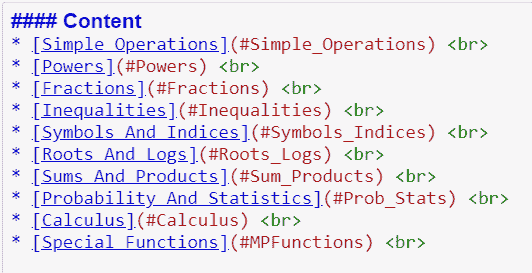 #### Content
* [Simple Operations](#Simple_Operations) <br>
* [Powers](#Powers) <br>
* [Fractions](#Fractions) <br>
* [Inequalities](#Inequalities) <br>
* [Symbols And Indices](#Symbols_Indices) <br>
* [Roots And Logs](#Roots_Logs) <br>
* [Sums And Products](#Sum_Products) <br>
* [Probability And Statistics](#Prob_Stats) <br>
* [Calculus](#Calculus) <br>
* [Special Functions](#MPFunctions) <br>